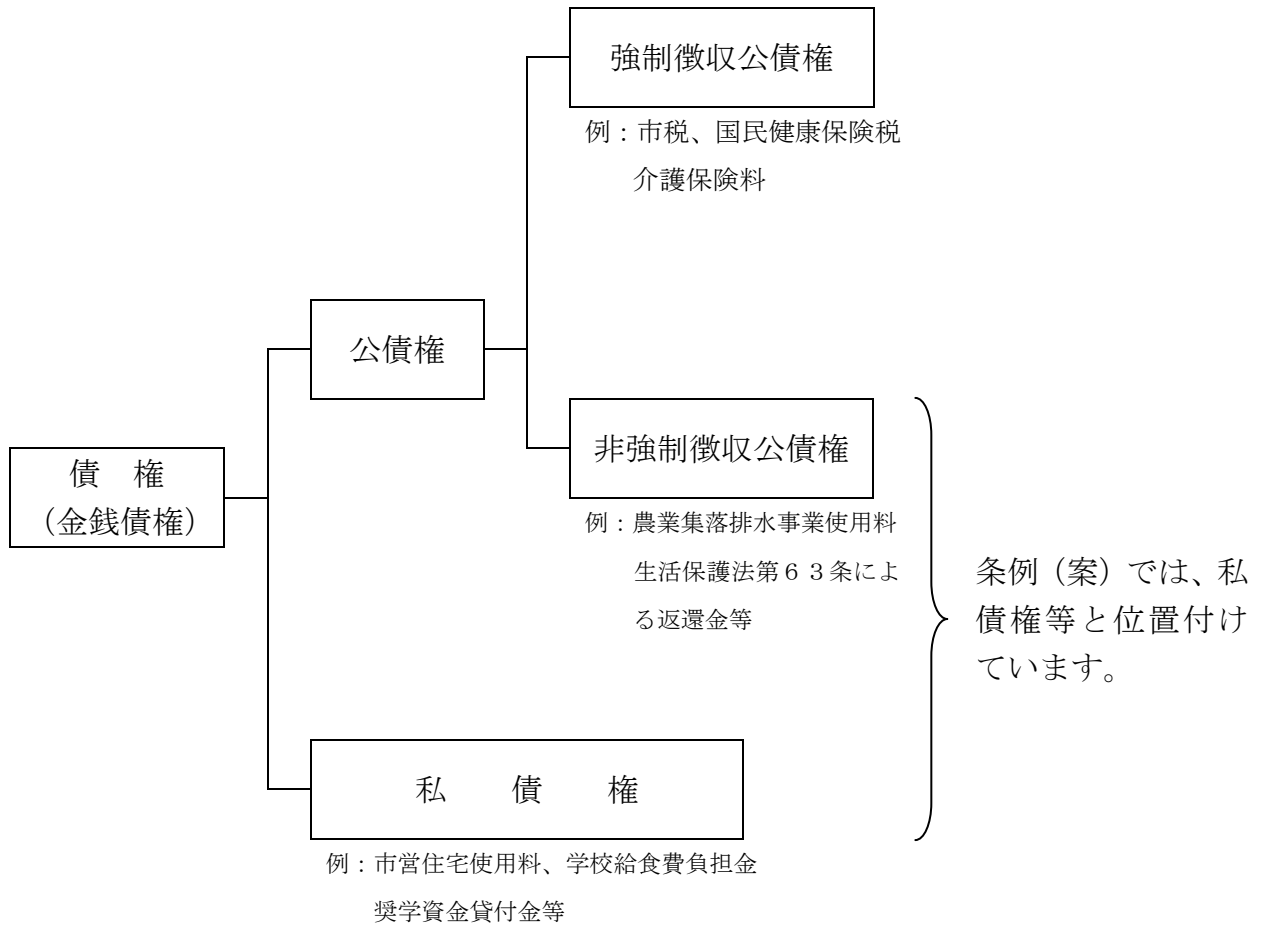 強制徴収公債権
例：市税、国民健康保険税
介護保険料
公債権
非強制徴収公債権
例：農業集落排水事業使用料
生活保護法第６３条によ
る返還金等
債　権
（金銭債権）
条例（案）では、私
債権等と位置付け
ています。
私　債　権
例：市営住宅使用料、学校給食費負担金
奨学資金貸付金等